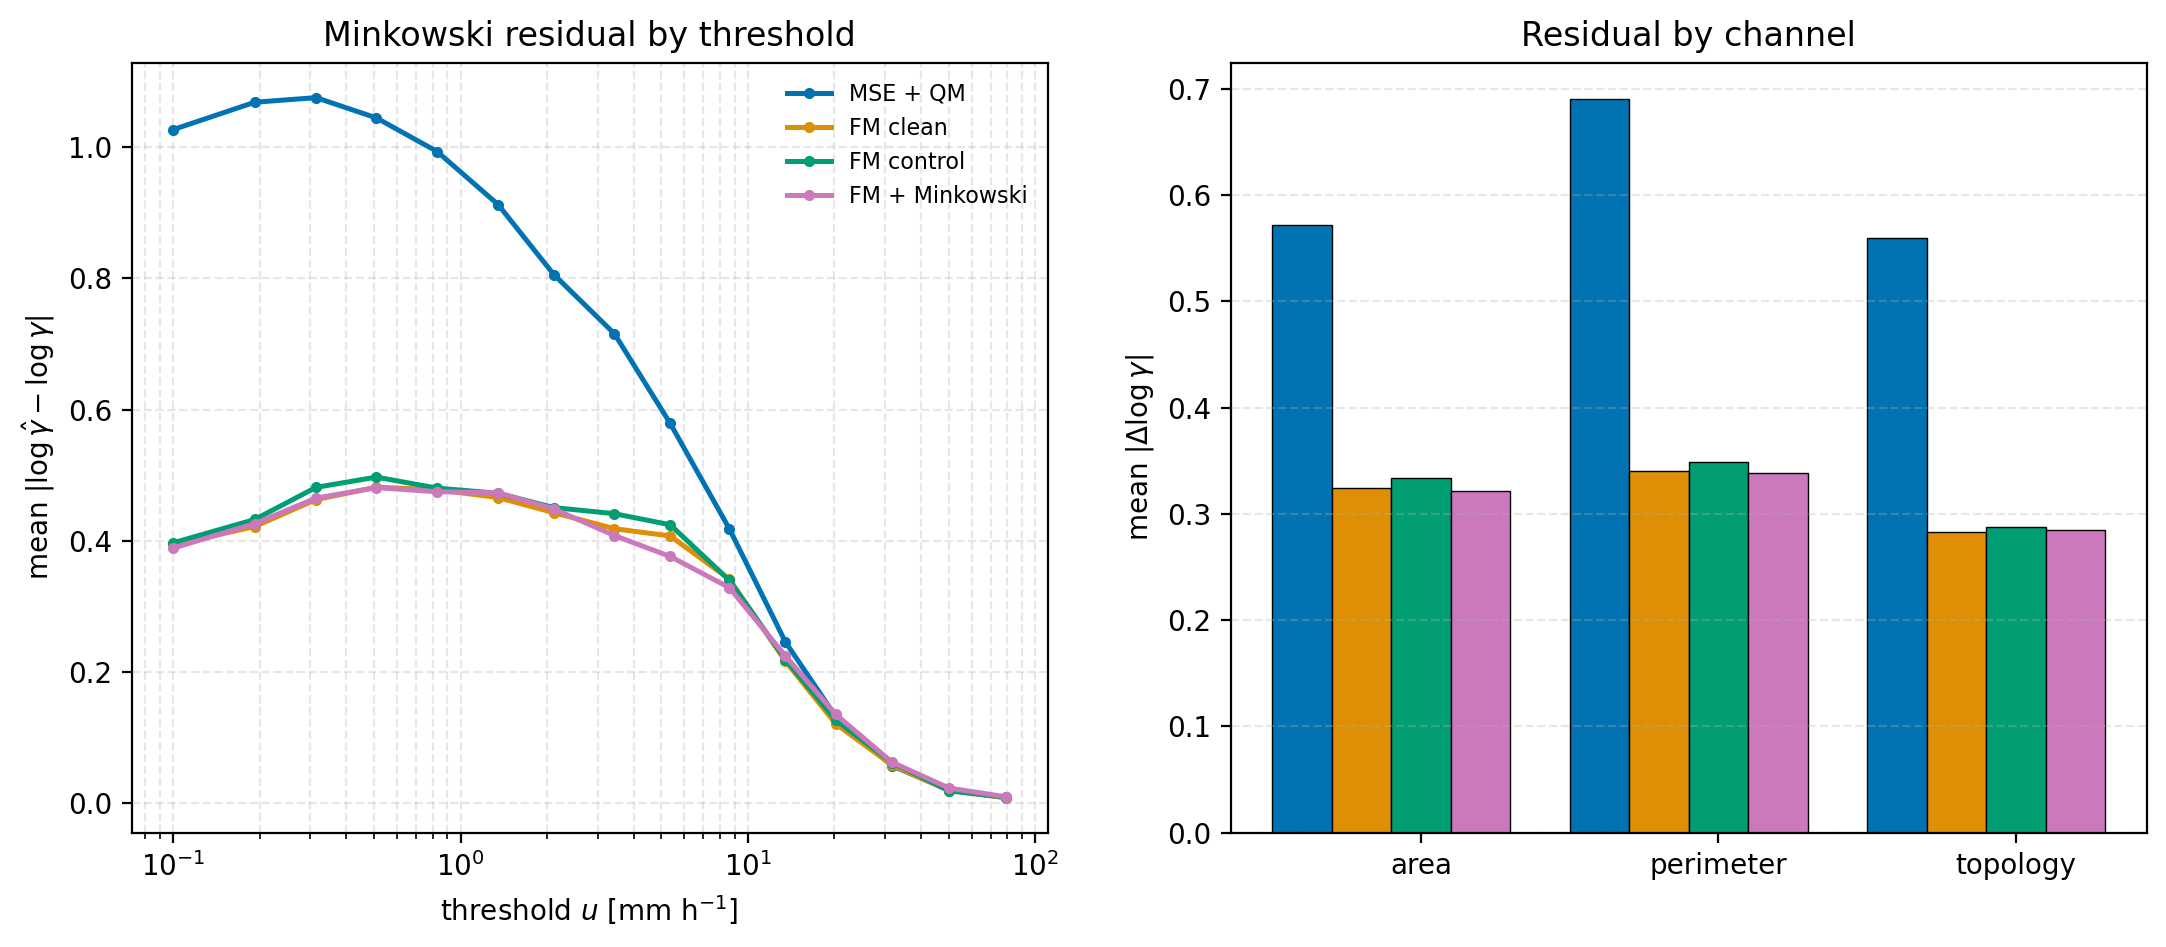 Minkowski residual by threshold
mean |log γ̂ − log γ|
1.0
0.8
0.6
0.4
0.2
0.0
MSE + QM
FM clean
FM control
FM + Minkowski
10⁻¹ 10⁰ 10¹ 10²
threshold u [mm h⁻¹]
Residual by channel
mean |Δlog γ|
0.7
0.6
0.5
0.4
0.3
0.2
0.1
0.0
area perimeter topology